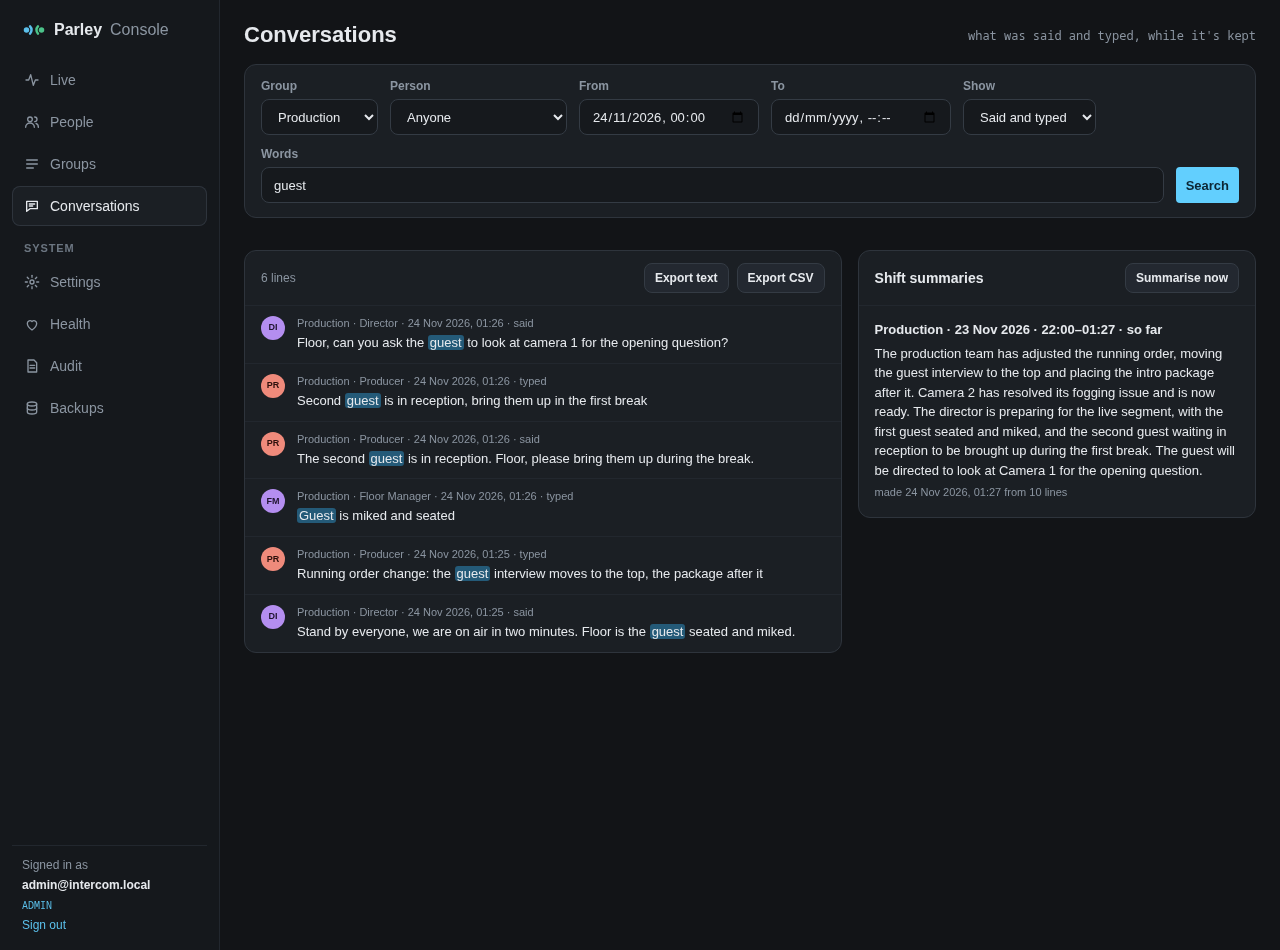 Parley Console
Live
People
Groups
Conversations
SYSTEM
Settings
Health
Audit
Backups
Signed in as
admin@intercom.local
ADMIN
Sign out
Conversations
what was said and typed, while it's kept
Group Person From To Show
Production Anyone 24/11/2026, 00:00 dd/mm/yyyy, --:-- Said and typed
Words
guest Search
6 lines Export text Export CSV
DI Production · Director · 24 Nov 2026, 01:26 · said
Floor, can you ask the guest to look at camera 1 for the opening question?
PR Production · Producer · 24 Nov 2026, 01:26 · typed
Second guest is in reception, bring them up in the first break
PR Production · Producer · 24 Nov 2026, 01:26 · said
The second guest is in reception. Floor, please bring them up during the break.
FM Production · Floor Manager · 24 Nov 2026, 01:26 · typed
Guest is miked and seated
PR Production · Producer · 24 Nov 2026, 01:25 · typed
Running order change: the guest interview moves to the top, the package after it
DI Production · Director · 24 Nov 2026, 01:25 · said
Stand by everyone, we are on air in two minutes. Floor is the guest seated and miked.
Shift summaries Summarise now
Production · 23 Nov 2026 · 22:00–01:27 · so far
The production team has adjusted the running order, moving
the guest interview to the top and placing the intro package
after it. Camera 2 has resolved its fogging issue and is now
ready. The director is preparing for the live segment, with the
first guest seated and miked, and the second guest waiting in
reception to be brought up during the first break. The guest will
be directed to look at Camera 1 for the opening question.
made 24 Nov 2026, 01:27 from 10 lines